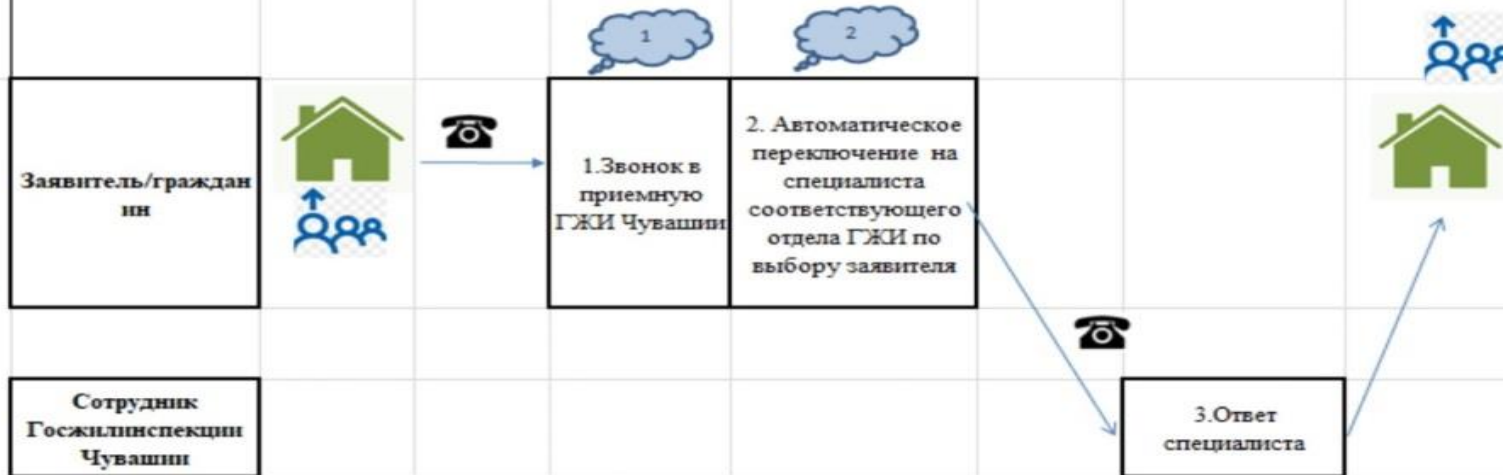 1
2
Заявитель/граждан
ин
1.Звонок в
приемную
ГЖИ Чувашии
2. Автоматическое
переключение на
специалиста
соответствующего
отдела ГЖИ по
выбору заявителя
Сотрудник
Госжилинспекции
Чувашии
3.Ответ
специалиста